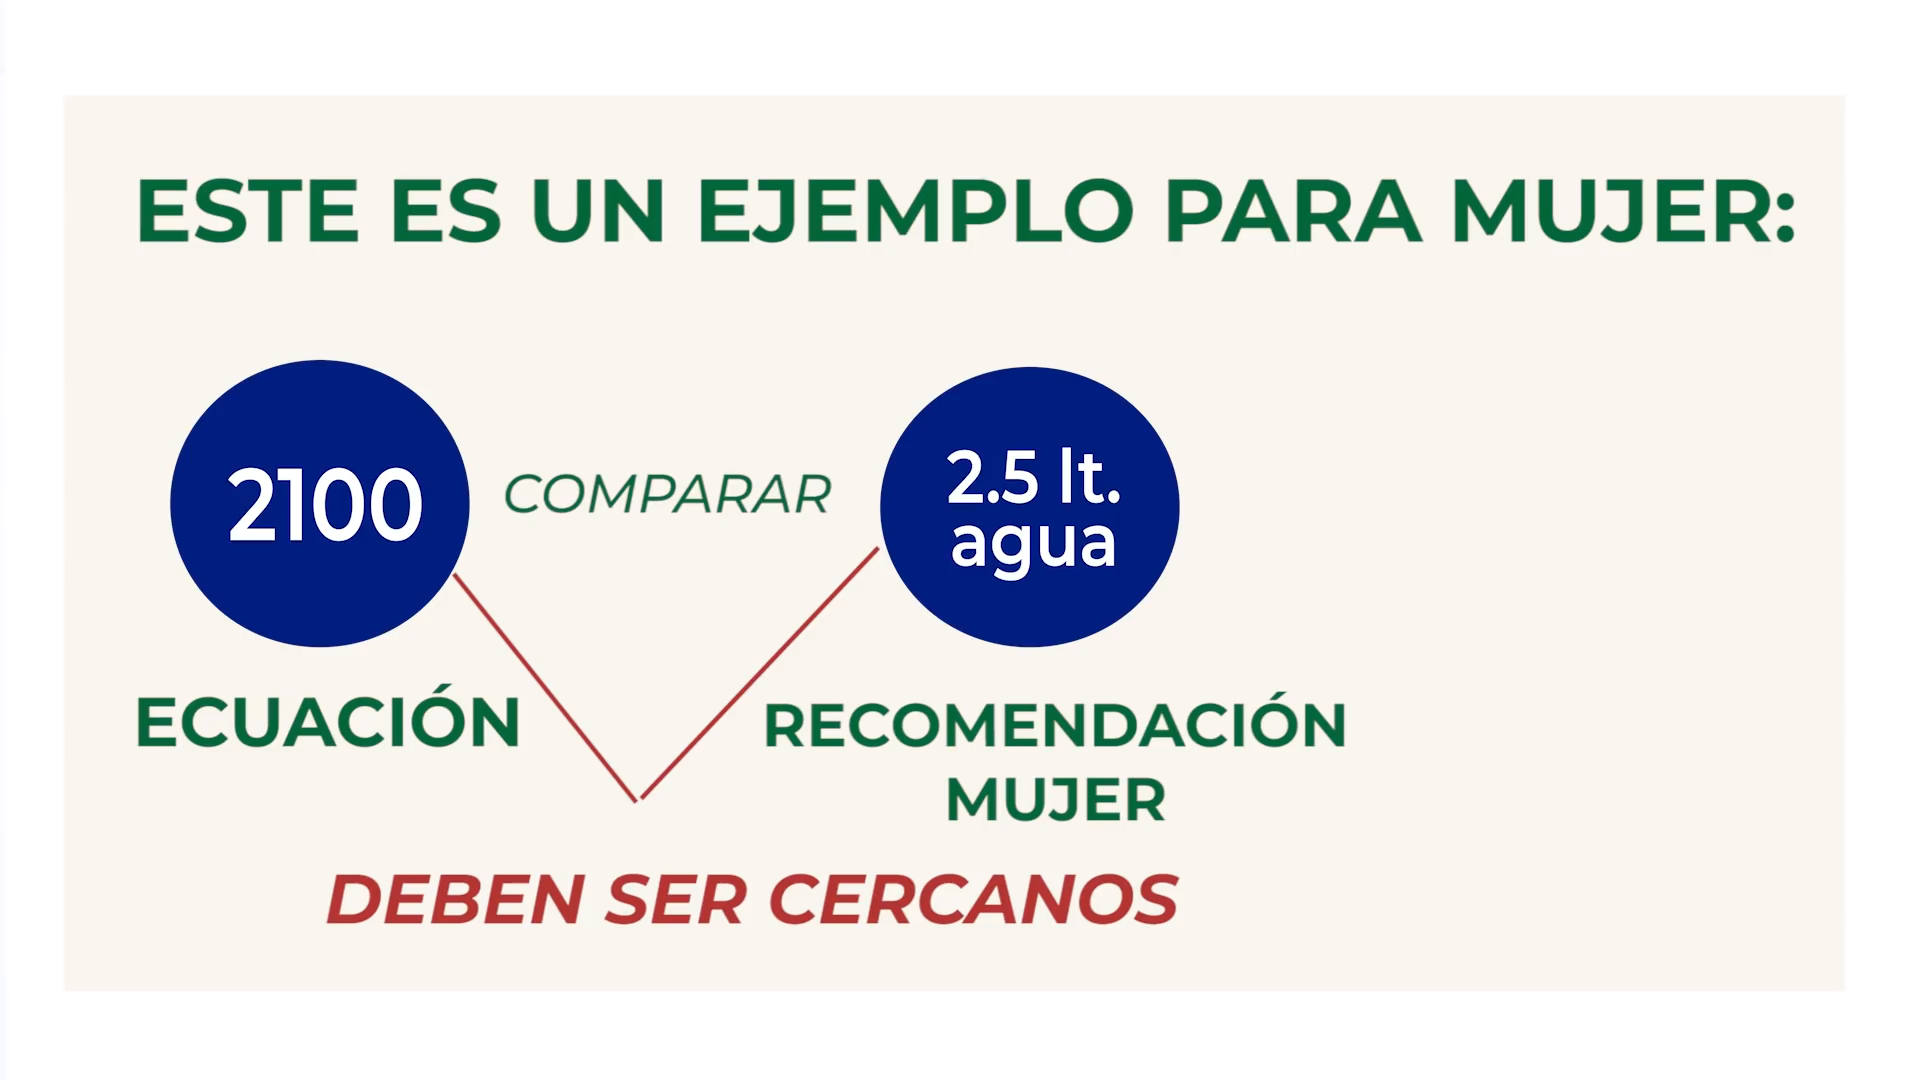 ESTE ES UN EJEMPLO PARA MUJER:
2100
COMPARAR
2.5 lt.
agua
ECUACIÓN
RECOMENDACIÓN
MUJER
DEBEN SER CERCANOS